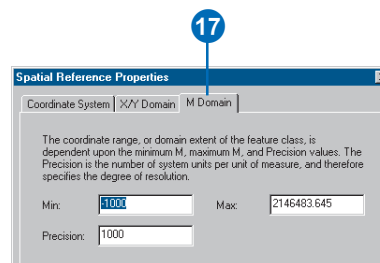 17
Spatial Reference Properties
Coordinate System X/Y Domain M Domain
The coordinate range, or domain extent of the feature class, is
dependent upon the minimum M, maximum M, and Precision values. The
Precision is the number of system units per unit of measure, and therefore
specifies the degree of resolution.
Min: -1000 Max: 2146483.645
Precision: 1000